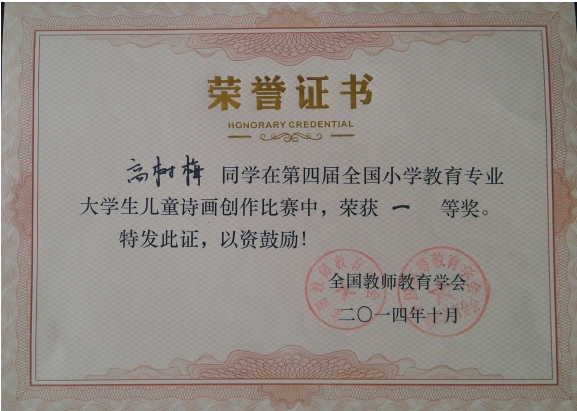 荣誉证书
HONORARY CREDENTIAL
高树梅 同学在第四届全国小学教育专业
大学生儿童诗画创作比赛中，荣获 一 等奖。
特发此证，以资鼓励！
全国教师教育学会
二〇一四年十月